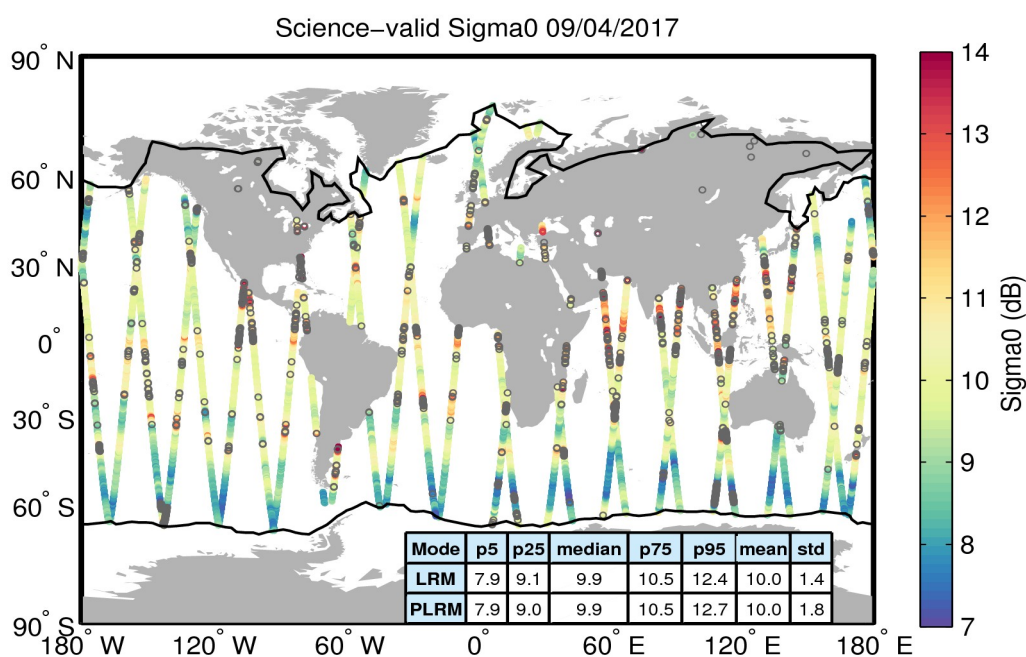 Science−valid Sigma0 09/04/2017
90° N
60° N
30° N
0°
30° S
60° S
90° S
180° W
120° W
60° W
0°
60° E
120° E
180° E
14
13
12
11
10
9
8
7
Sigma0 (dB)
Mode p5 p25 median p75 p95 mean std
LRM 7.9 9.1 9.9 10.5 12.4 10.0 1.4
PLRM 7.9 9.0 9.9 10.5 12.7 10.0 1.8